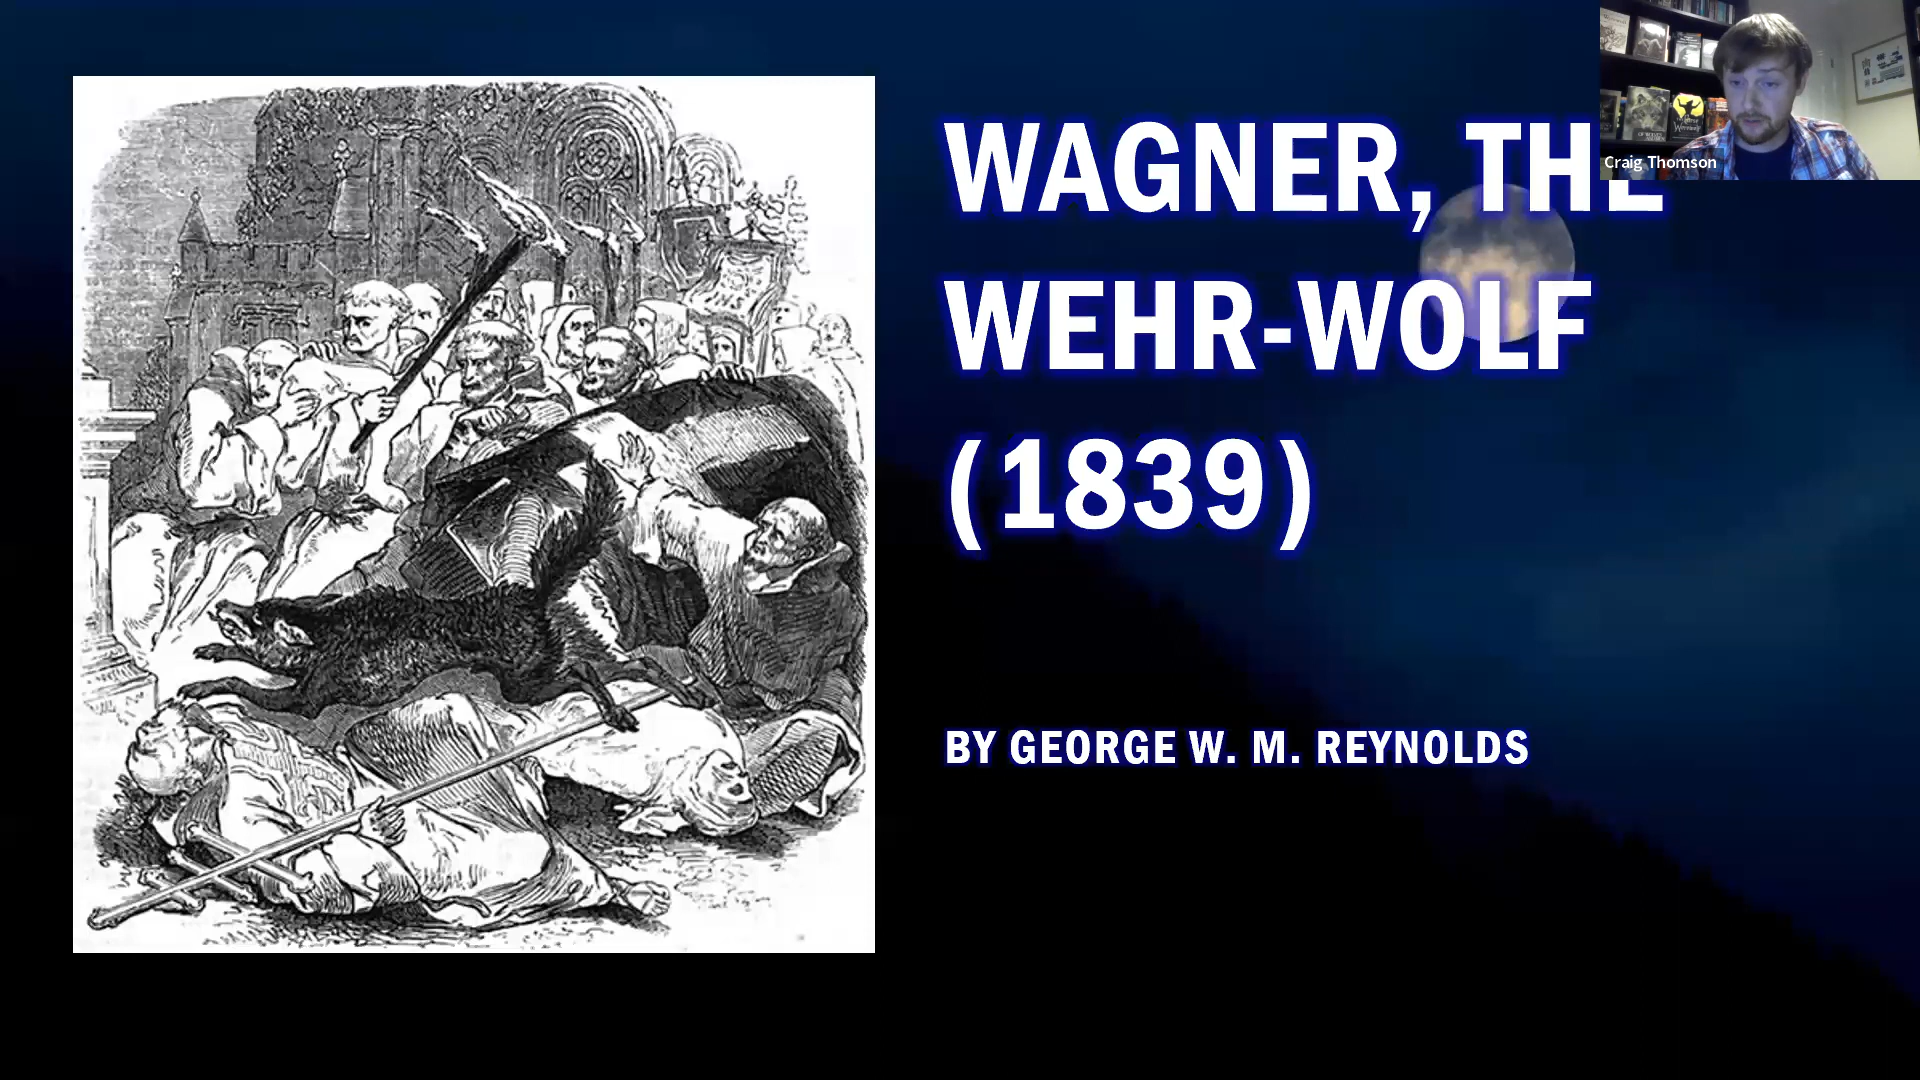 WAGNER, THE
WEHR-WOLF
(1839)
BY GEORGE W. M. REYNOLDS
Craig Thomson